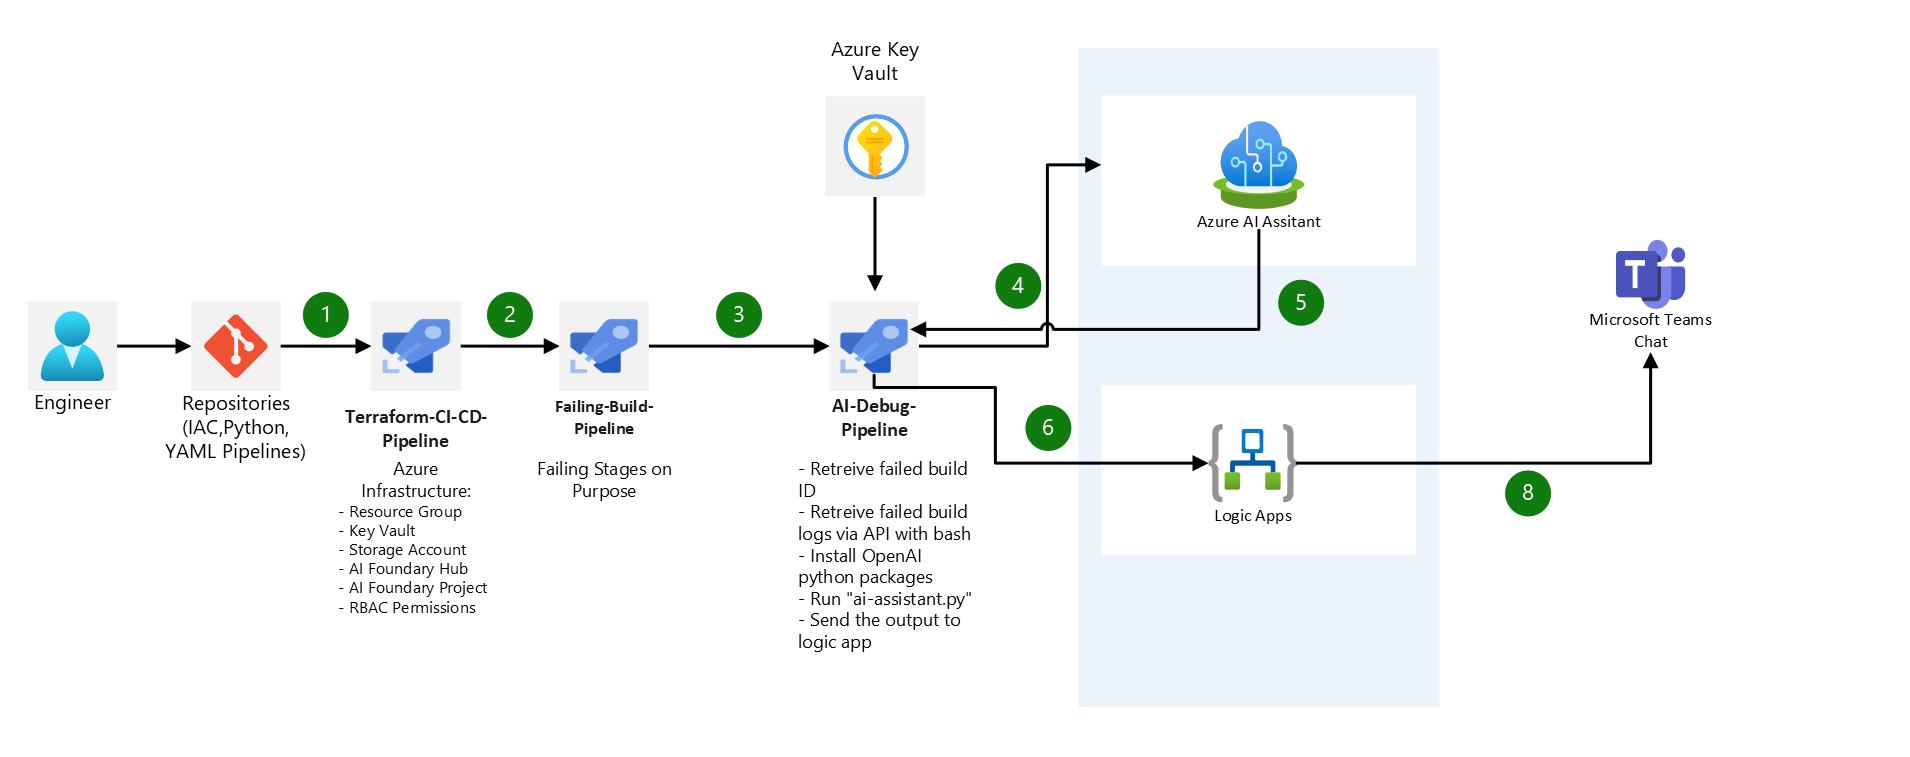 Azure Key
Vault
Azure AI Assitant
4
5
T
Microsoft Teams
Chat
1
2
3
Engineer
Repositories
(IAC,Python,
YAML Pipelines)
Terraform-CI-CD-
Pipeline
Azure
Infrastructure:
- Resource Group
- Key Vault
- Storage Account
- AI Foundary Hub
- AI Foundary Project
- RBAC Permissions
Failing-Build-
Pipeline
Failing Stages on
Purpose
AI-Debug-
Pipeline
- Retreive failed build
ID
- Retreive failed build
logs via API with bash
- Install OpenAI
python packages
- Run "ai-assistant.py"
- Send the output to
logic app
6
Logic Apps
8